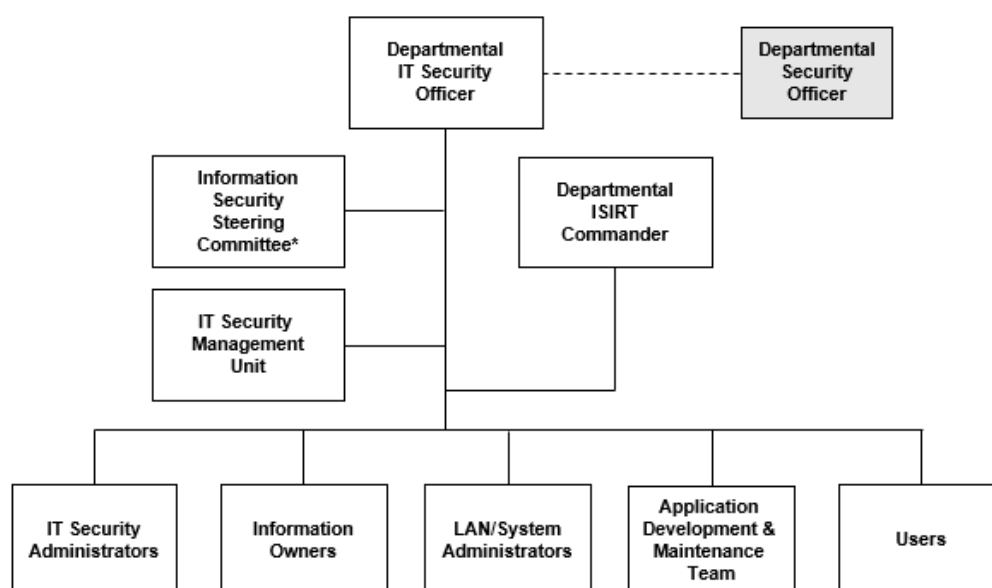 Departmental
IT Security
Officer
Departmental
Security
Officer
Information
Security
Steering
Committee*
Departmental
ISIRT
Commander
IT Security
Management
Unit
IT Security
Administrators
Information
Owners
LAN/System
Administrators
Application
Development &
Maintenance
Team
Users